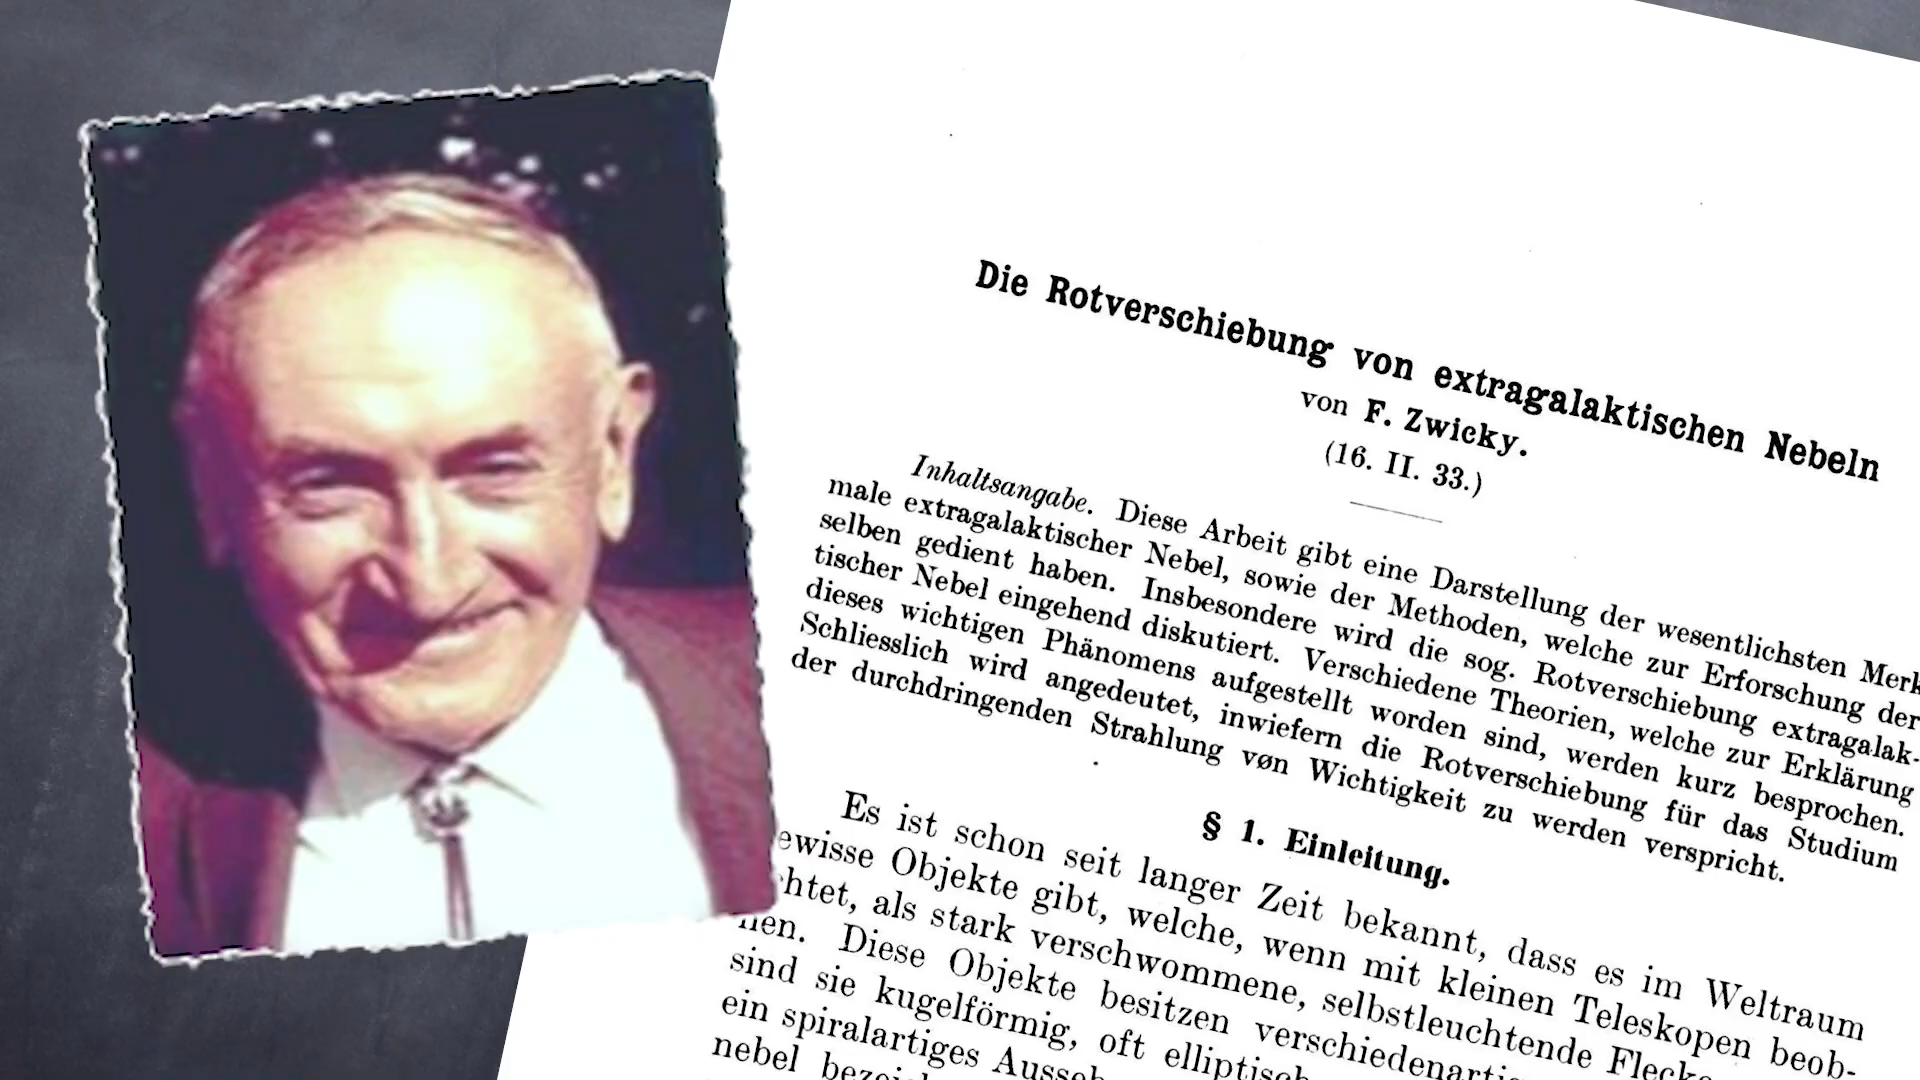 Die Rotverschiebung von extragalaktischen Nebeln
von F. Zwicky.
(16. II. 33.)
Inhaltsangabe. Diese Arbeit gibt eine Darstellung der wesentlichsten Merk
male extragalaktischer Nebel, sowie der Methoden, welche zur Erforschung der
selben gedient haben. Insbesondere wird die sog. Rotverschiebung extragalak-
tischer Nebel eingehend diskutiert. Verschiedene Theorien, welche zur Erklärung
dieses wichtigen Phänomens aufgestellt worden sind, werden kurz besprochen.
Schliesslich wird angedeutet, inwiefern die Rotverschiebung für das Studium
der durchdringenden Strahlung von Wichtigkeit zu werden verspricht.
§ 1. Einleitung.
Es ist schon seit langer Zeit bekannt, dass es im Weltraum
ewisse Objekte gibt, welche, wenn mit kleinen Teleskopen beob-
chtet, als stark verschwommene, selbstleuchtende Flecke
nen. Diese Objekte besitzen verschiedenartig
sind sie kugelförmig, oft elliptisch
ein spiralartiges Ausseh
nebel bezeic